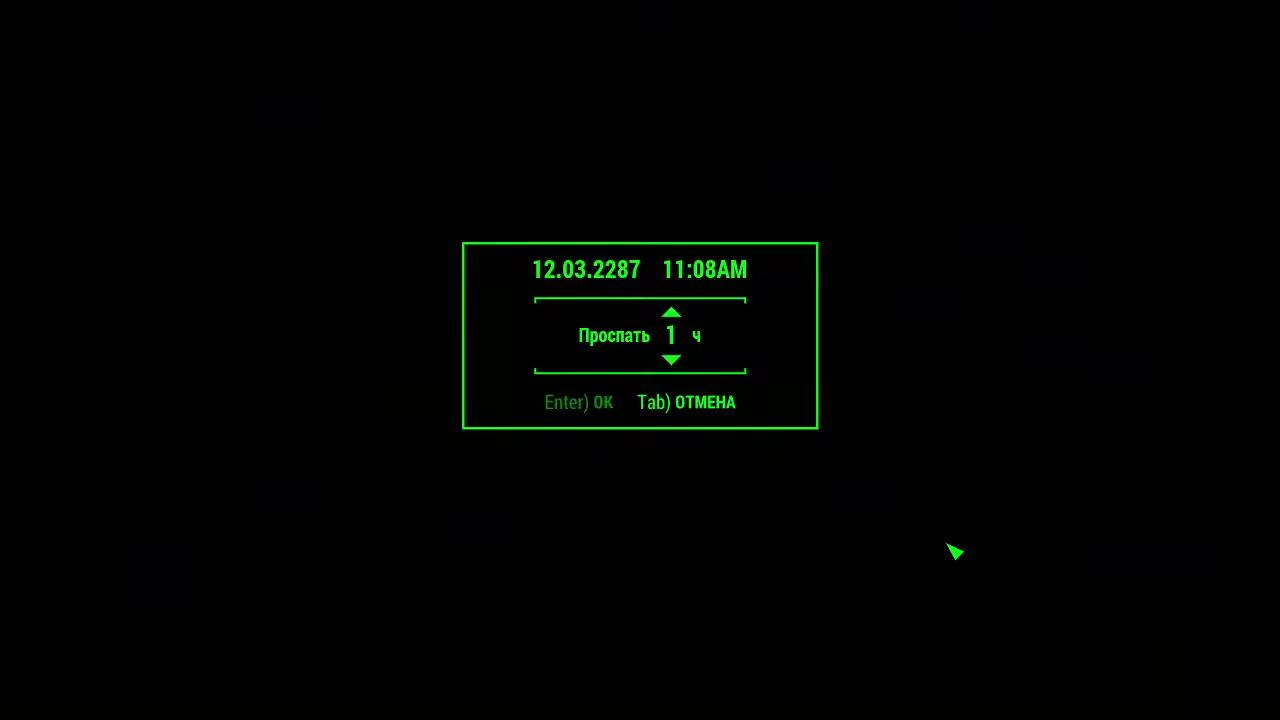 12.03.2287 11:08AM
Проспать 1 ч
Enter) ОК Tab) ОТМЕНА